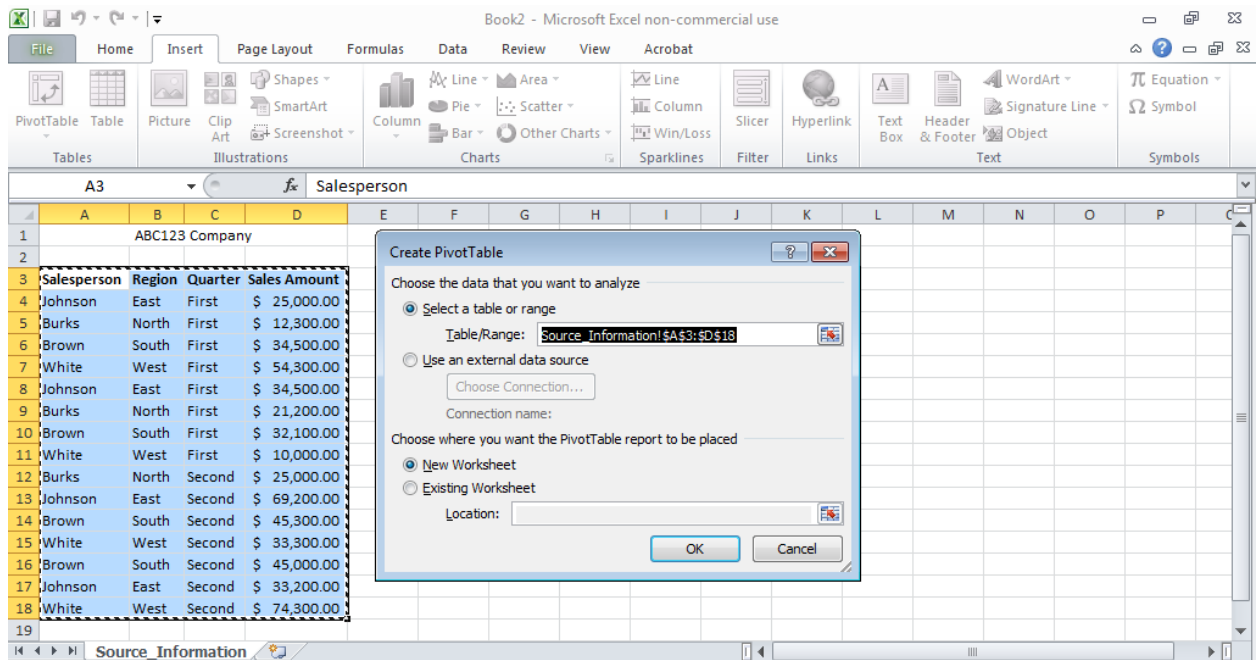 Book2 - Microsoft Excel non-commercial use
File Home Insert Page Layout Formulas Data Review View Acrobat
PivotTable Table Picture Clip Art Shapes SmartArt Screenshot Column Line Pie Bar Area Scatter Other Charts Line Column Win/Loss Slicer Hyperlink Text Box Header & Footer WordArt Signature Line Object Equation Symbol
Tables Illustrations Charts Sparklines Filter Links Text Symbols
A3 fx Salesperson
A B C D E F G H I J K L M N O P
1 ABC123 Company
2
3 Salesperson Region Quarter Sales Amount
4 Johnson East First $ 25,000.00
5 Burks North First $ 12,300.00
6 Brown South First $ 34,500.00
7 White West First $ 54,300.00
8 Johnson East First $ 34,500.00
9 Burks North First $ 21,200.00
10 Brown South First $ 32,100.00
11 White West First $ 10,000.00
12 Burks North Second $ 25,000.00
13 Johnson East Second $ 69,200.00
14 Brown South Second $ 45,300.00
15 White West Second $ 33,300.00
16 Brown South Second $ 45,000.00
17 Johnson East Second $ 33,200.00
18 White West Second $ 74,300.00
19
Create PivotTable
Choose the data that you want to analyze
Select a table or range
Table/Range: Source_Information!$A$3:$D$18
Use an external data source
Choose Connection...
Connection name:
Choose where you want the PivotTable report to be placed
New Worksheet
Existing Worksheet
Location:
OK Cancel
Source_Information